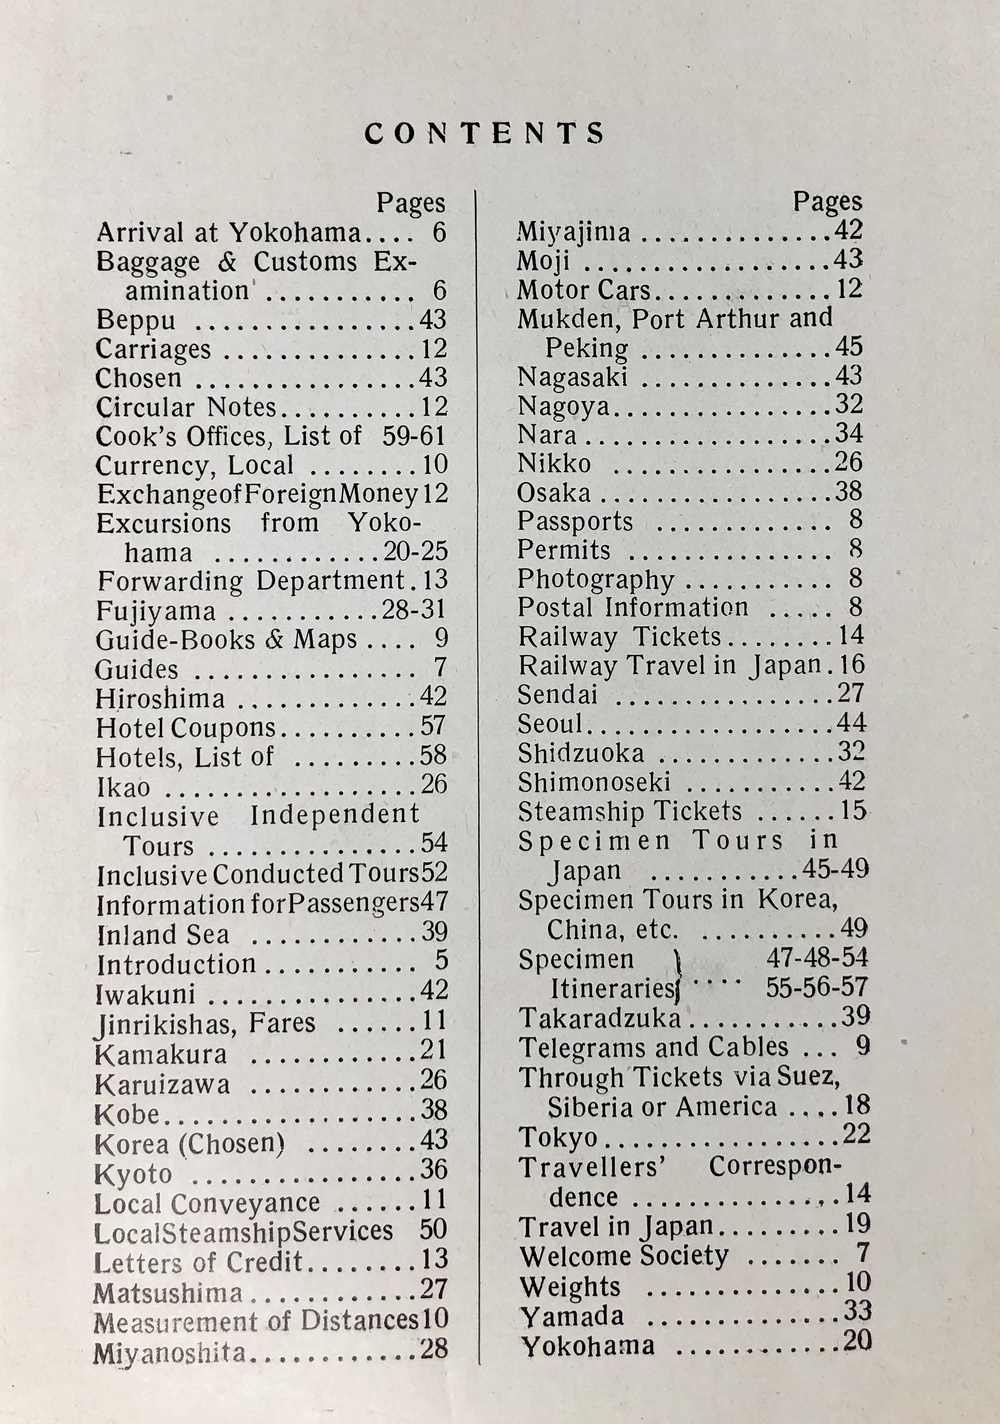 CONTENTS
Pages
Arrival at Yokohama.... 6
Baggage & Customs Ex-
amination ........... 6
Beppu ................43
Carriages ..............12
Chosen ................43
Circular Notes..........12
Cook's Offices, List of 59-61
Currency, Local ........10
Exchange of Foreign Money 12
Excursions from Yoko-
hama ............20-25
Forwarding Department.13
Fujiyama ...........28-31
Guide-Books & Maps .... 9
Guides ................ 7
Hiroshima .............42
Hotel Coupons..........57
Hotels, List of .........58
Ikao ..................26
Inclusive Independent
Tours ...............54
Inclusive Conducted Tours52
Information for Passengers47
Inland Sea ............39
Introduction ........... 5
Iwakuni ...............42
Jinrikishas, Fares ......11
Kamakura ............21
Karuizawa ............26
Kobe..................38
Korea (Chosen) ........43
Kyoto ................36
Local Conveyance ......11
Local Steamship Services 50
Letters of Credit........13
Matsushima............27
Measurement of Distances10
Miyanoshita............28
Pages
Miyajima ..............42
Moji ..................43
Motor Cars.............12
Mukden, Port Arthur and
Peking ..............45
Nagasaki ..............43
Nagoya................32
Nara ..................34
Nikko ................26
Osaka .................38
Passports ............. 8
Permits ............... 8
Photography ........... 8
Postal Information ..... 8
Railway Tickets........14
Railway Travel in Japan.16
Sendai ................27
Seoul..................44
Shidzuoka .............32
Shimonoseki ...........42
Steamship Tickets ......15
Specimen Tours in
Japan ...........45-49
Specimen Tours in Korea,
China, etc. ..........49
Specimen } 47-48-54
Itineraries} .... 55-56-57
Takaradzuka...........39
Telegrams and Cables ... 9
Through Tickets via Suez,
Siberia or America ....18
Tokyo.................22
Travellers' Correspon-
dence ...............14
Travel in Japan.........19
Welcome Society ....... 7
Weights ..............10
Yamada ..............33
Yokohama ............20